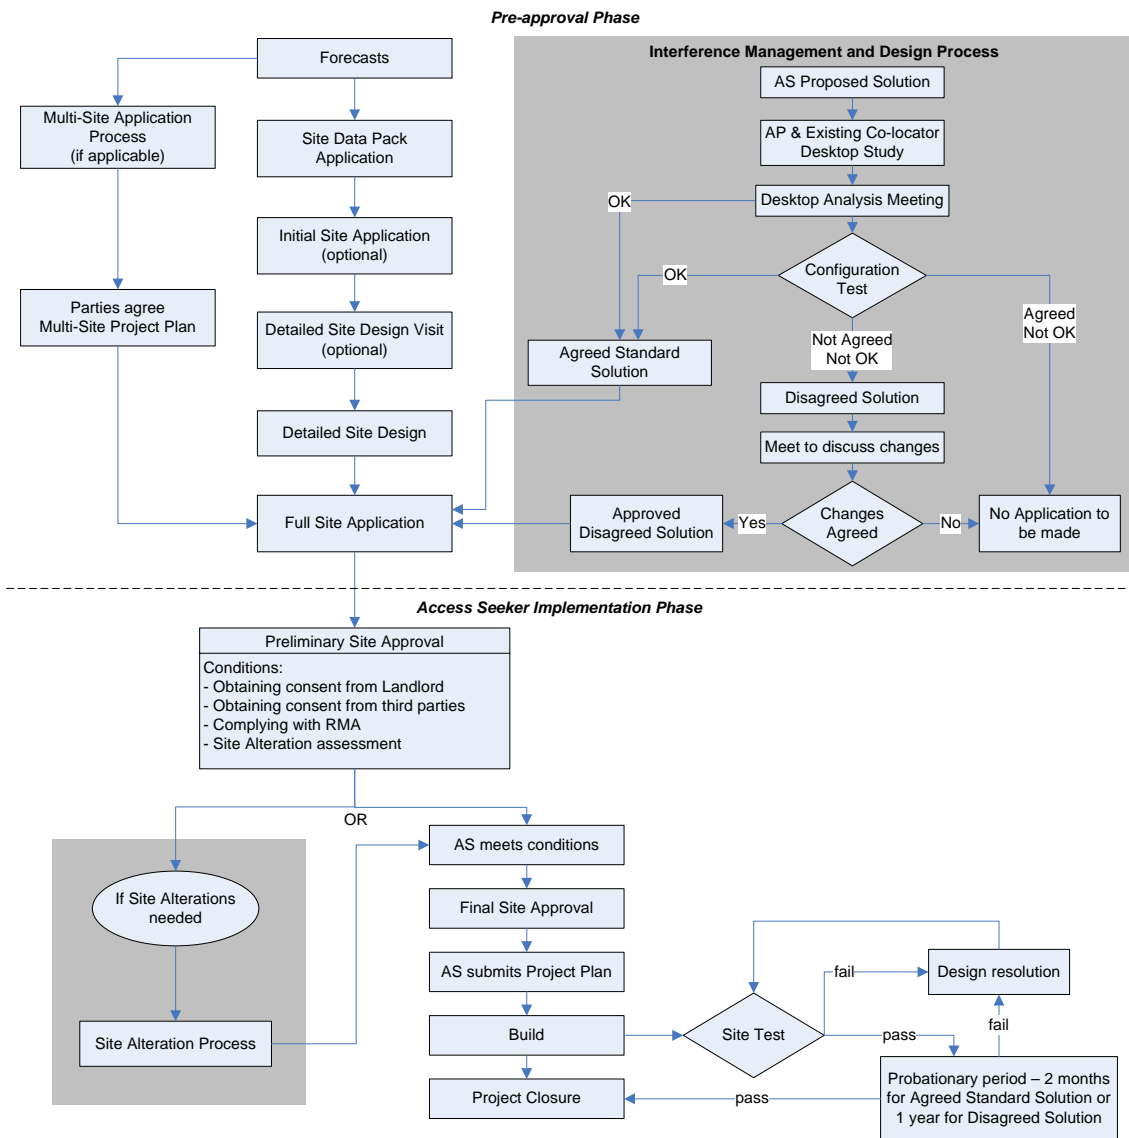 Pre-approval Phase
Forecasts
Multi-Site Application
Process
(if applicable)
Site Data Pack
Application
Initial Site Application
(optional)
Parties agree
Multi-Site Project Plan
Detailed Site Design Visit
(optional)
Detailed Site Design
Full Site Application
Interference Management and Design Process
AS Proposed Solution
AP & Existing Co-locator
Desktop Study
Desktop Analysis Meeting
OK
Configuration
Test
OK
Agreed
Not OK
Not Agreed
Not OK
Agreed Standard
Solution
Disagreed Solution
Meet to discuss changes
Changes
Agreed
Yes
No
Approved
Disagreed Solution
No Application to
be made
Access Seeker Implementation Phase
Preliminary Site Approval
Conditions:
- Obtaining consent from Landlord
- Obtaining consent from third parties
- Complying with RMA
- Site Alteration assessment
OR
If Site Alterations
needed
Site Alteration Process
AS meets conditions
Final Site Approval
AS submits Project Plan
Build
Project Closure
Site Test
fail
Design resolution
pass
fail
Probationary period – 2 months
for Agreed Standard Solution or
1 year for Disagreed Solution
pass